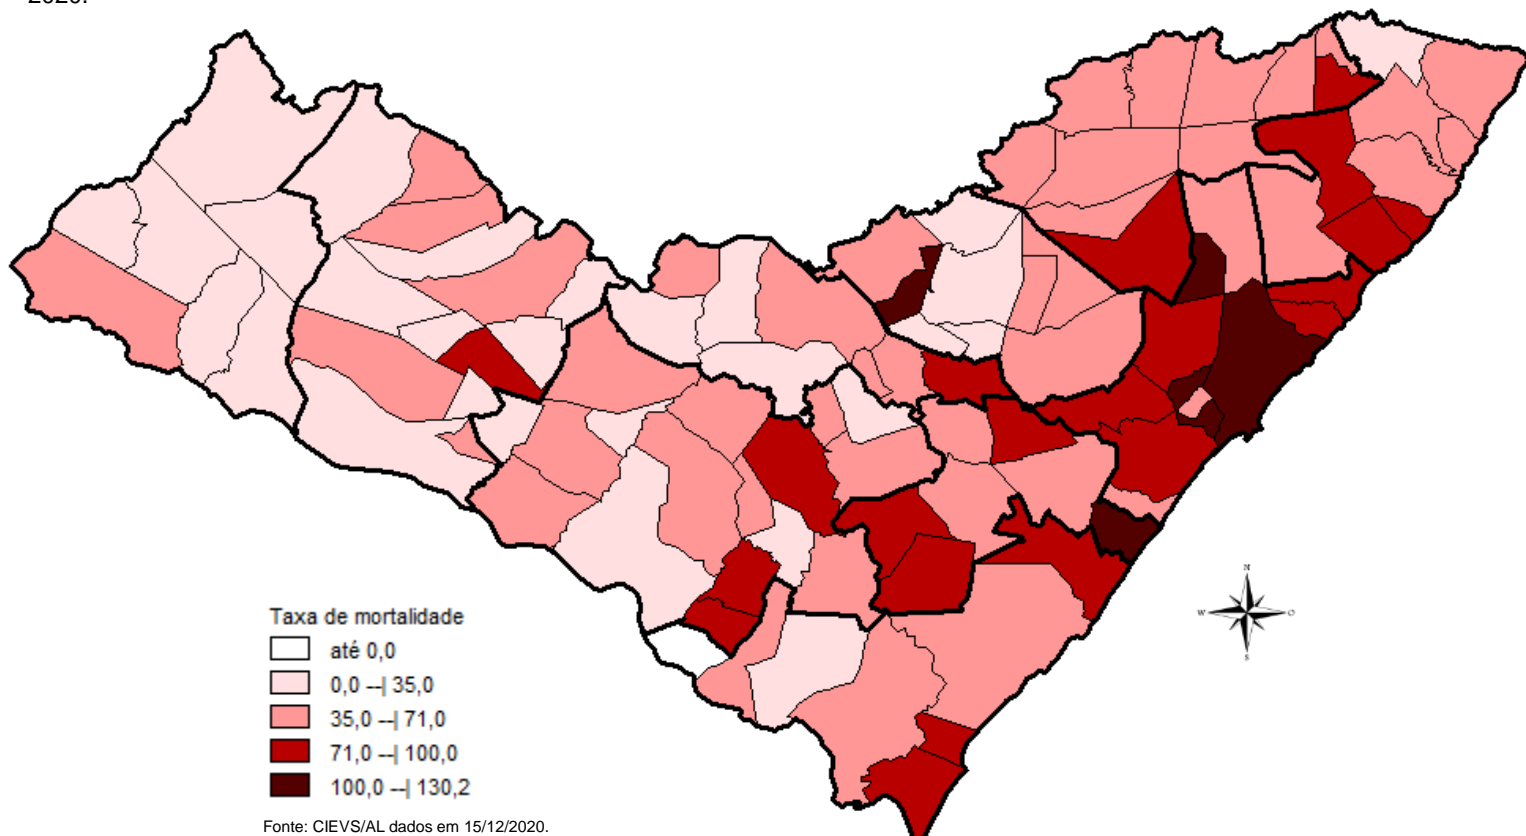 2020.
N
W
O
S
Taxa de mortalidade
até 0,0
0,0 --| 35,0
35,0 --| 71,0
71,0 --| 100,0
100,0 --| 130,2
Fonte: CIEVS/AL dados em 15/12/2020.